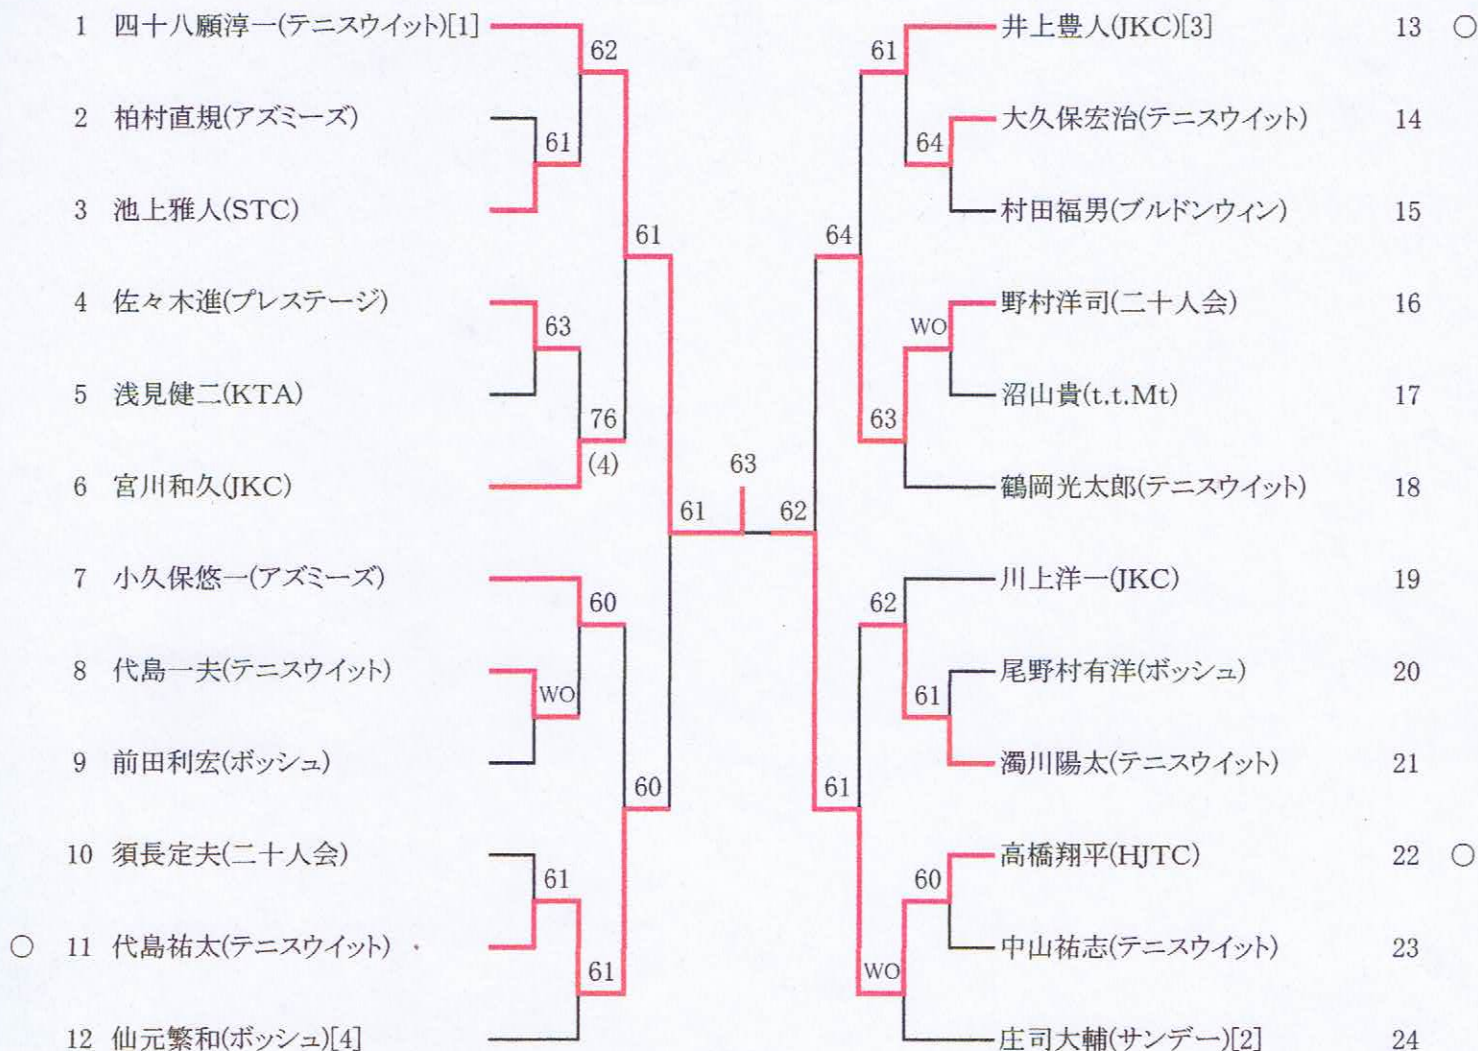 1 四十八願淳一(テニスウイット)[1]
62
2 柏村直規(アズミーズ)
61
3 池上雅人(STC)
61
4 佐々木進(プレステージ)
63
5 浅見健二(KTA)
76
(4)
6 宮川和久(JKC)
61
7 小久保悠一(アズミーズ)
60
8 代島一夫(テニスウイット)
WO
9 前田利宏(ボッシュ)
60
10 須長定夫(二十人会)
61
○ 11 代島祐太(テニスウイット)
61
12 仙元繁和(ボッシュ)[4]
63
井上豊人(JKC)[3] 13 ○
61
大久保宏治(テニスウイット) 14
64
村田福男(ブルドンウィン) 15
64
野村洋司(二十人会) 16
WO
沼山貴(t.t.Mt) 17
63
鶴岡光太郎(テニスウイット) 18
62
川上洋一(JKC) 19
62
尾野村有洋(ボッシュ) 20
61
濁川陽太(テニスウイット) 21
61
高橋翔平(HJTC) 22 ○
60
中山祐志(テニスウイット) 23
WO
庄司大輔(サンデー)[2] 24